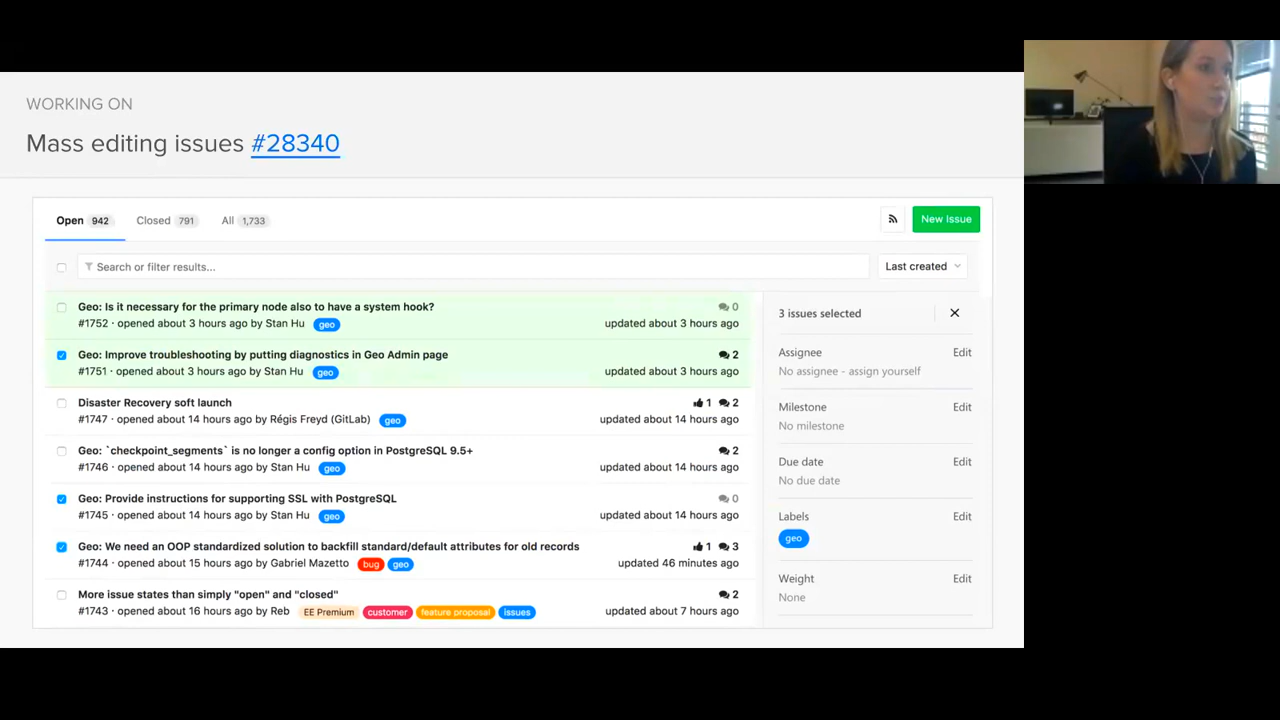 WORKING ON
Mass editing issues #28340
Open 942 Closed 791 All 1,733 New Issue
Search or filter results... Last created
Geo: Is it necessary for the primary node also to have a system hook? 0
#1752 · opened about 3 hours ago by Stan Hu geo updated about 3 hours ago
Geo: Improve troubleshooting by putting diagnostics in Geo Admin page 2
#1751 · opened about 3 hours ago by Stan Hu geo updated about 3 hours ago
Disaster Recovery soft launch 1 2
#1747 · opened about 14 hours ago by Régis Freyd (GitLab) geo updated about 14 hours ago
Geo: `checkpoint_segments` is no longer a config option in PostgreSQL 9.5+ 2
#1746 · opened about 14 hours ago by Stan Hu geo updated about 14 hours ago
Geo: Provide instructions for supporting SSL with PostgreSQL 0
#1745 · opened about 14 hours ago by Stan Hu geo updated about 14 hours ago
Geo: We need an OOP standardized solution to backfill standard/default attributes for old records 1 3
#1744 · opened about 15 hours ago by Gabriel Mazetto bug geo updated 46 minutes ago
More issue states than simply "open" and "closed" 2
#1743 · opened about 16 hours ago by Reb EE Premium customer feature proposal issues updated about 7 hours ago
3 issues selected
Assignee Edit
No assignee - assign yourself
Milestone Edit
No milestone
Due date Edit
No due date
Labels Edit
geo
Weight Edit
None